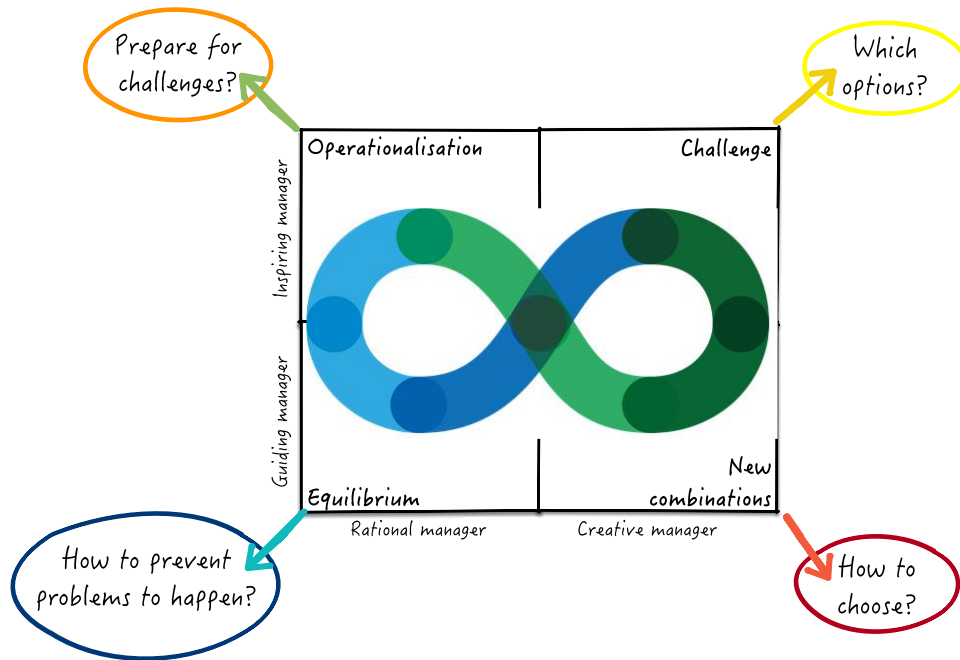 Prepare for
challenges?
Which
options?
Operationalisation
Challenge
Inspiring manager
Guiding manager
New
combinations
Equilibrium
Rational manager
Creative manager
How to prevent
problems to happen?
How to
choose?